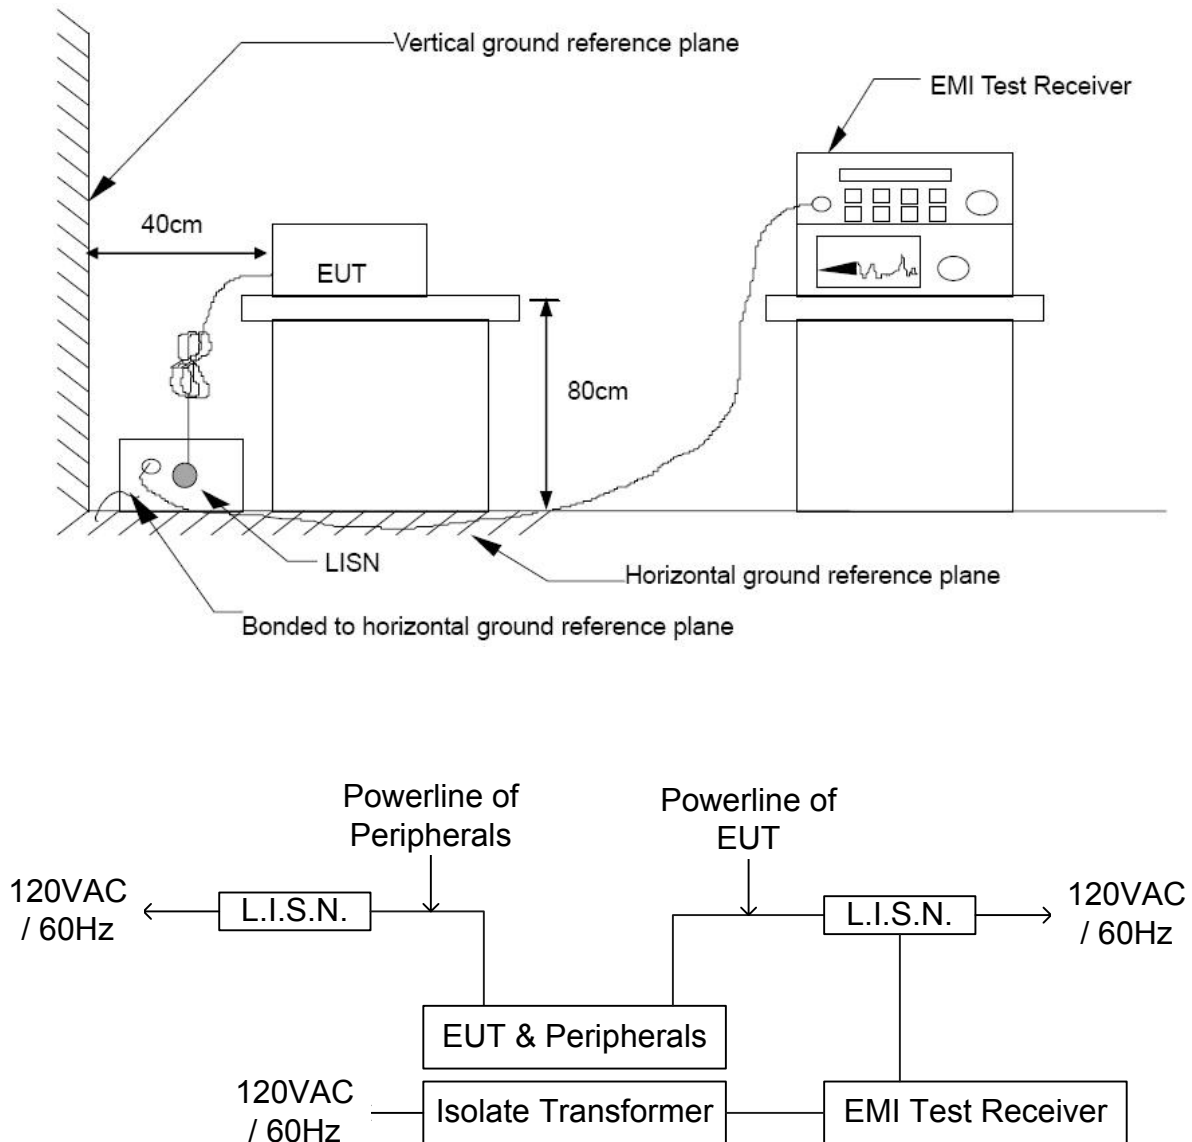 Vertical ground reference plane
EMI Test Receiver
40cm
EUT
80cm
LISN
Horizontal ground reference plane
Bonded to horizontal ground reference plane
Powerline of
Peripherals
Powerline of
EUT
120VAC
/ 60Hz
L.I.S.N.
L.I.S.N.
120VAC
/ 60Hz
EUT & Peripherals
120VAC
/ 60Hz
Isolate Transformer
EMI Test Receiver